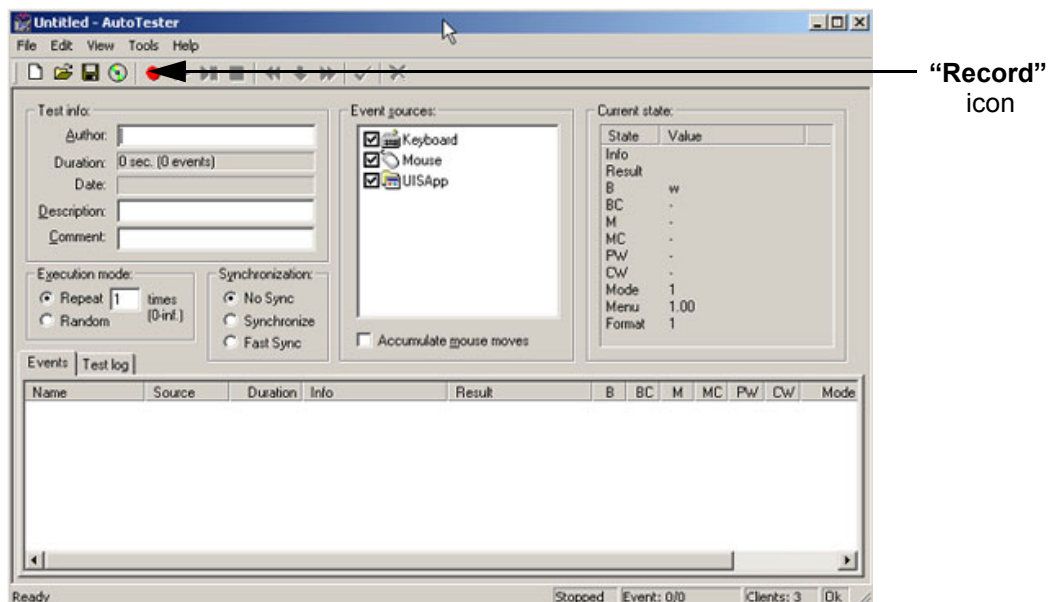 Untitled - AutoTester
File Edit View Tools Help
“Record”
icon
Test info:
Author:
Duration: 0 sec. (0 events)
Date:
Description:
Comment:
Event sources:
Keyboard
Mouse
UISApp
Accumulate mouse moves
Current state:
State Value
Info
Result
B w
BC -
M -
MC -
PW -
CW -
Mode 1
Menu 1.00
Format 1
Execution mode:
Repeat 1 times
(0-inf.)
Random
Synchronization:
No Sync
Synchronize
Fast Sync
Events Test log
Name Source Duration Info Result B BC M MC PW CW Mode
Ready Stopped Event: 0/0 Clients: 3 Ok